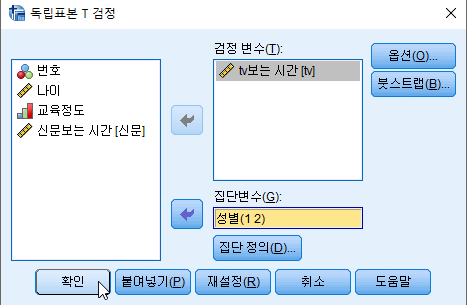 독립표본 T 검정
검정 변수(T):
번호
나이
교육정도
신문보는 시간 [신문]
tv보는 시간 [tv]
옵션(O)...
붓스트랩(B)...
집단변수(G):
성별(1 2)
집단 정의(D)...
확인
붙여넣기(P)
재설정(R)
취소
도움말